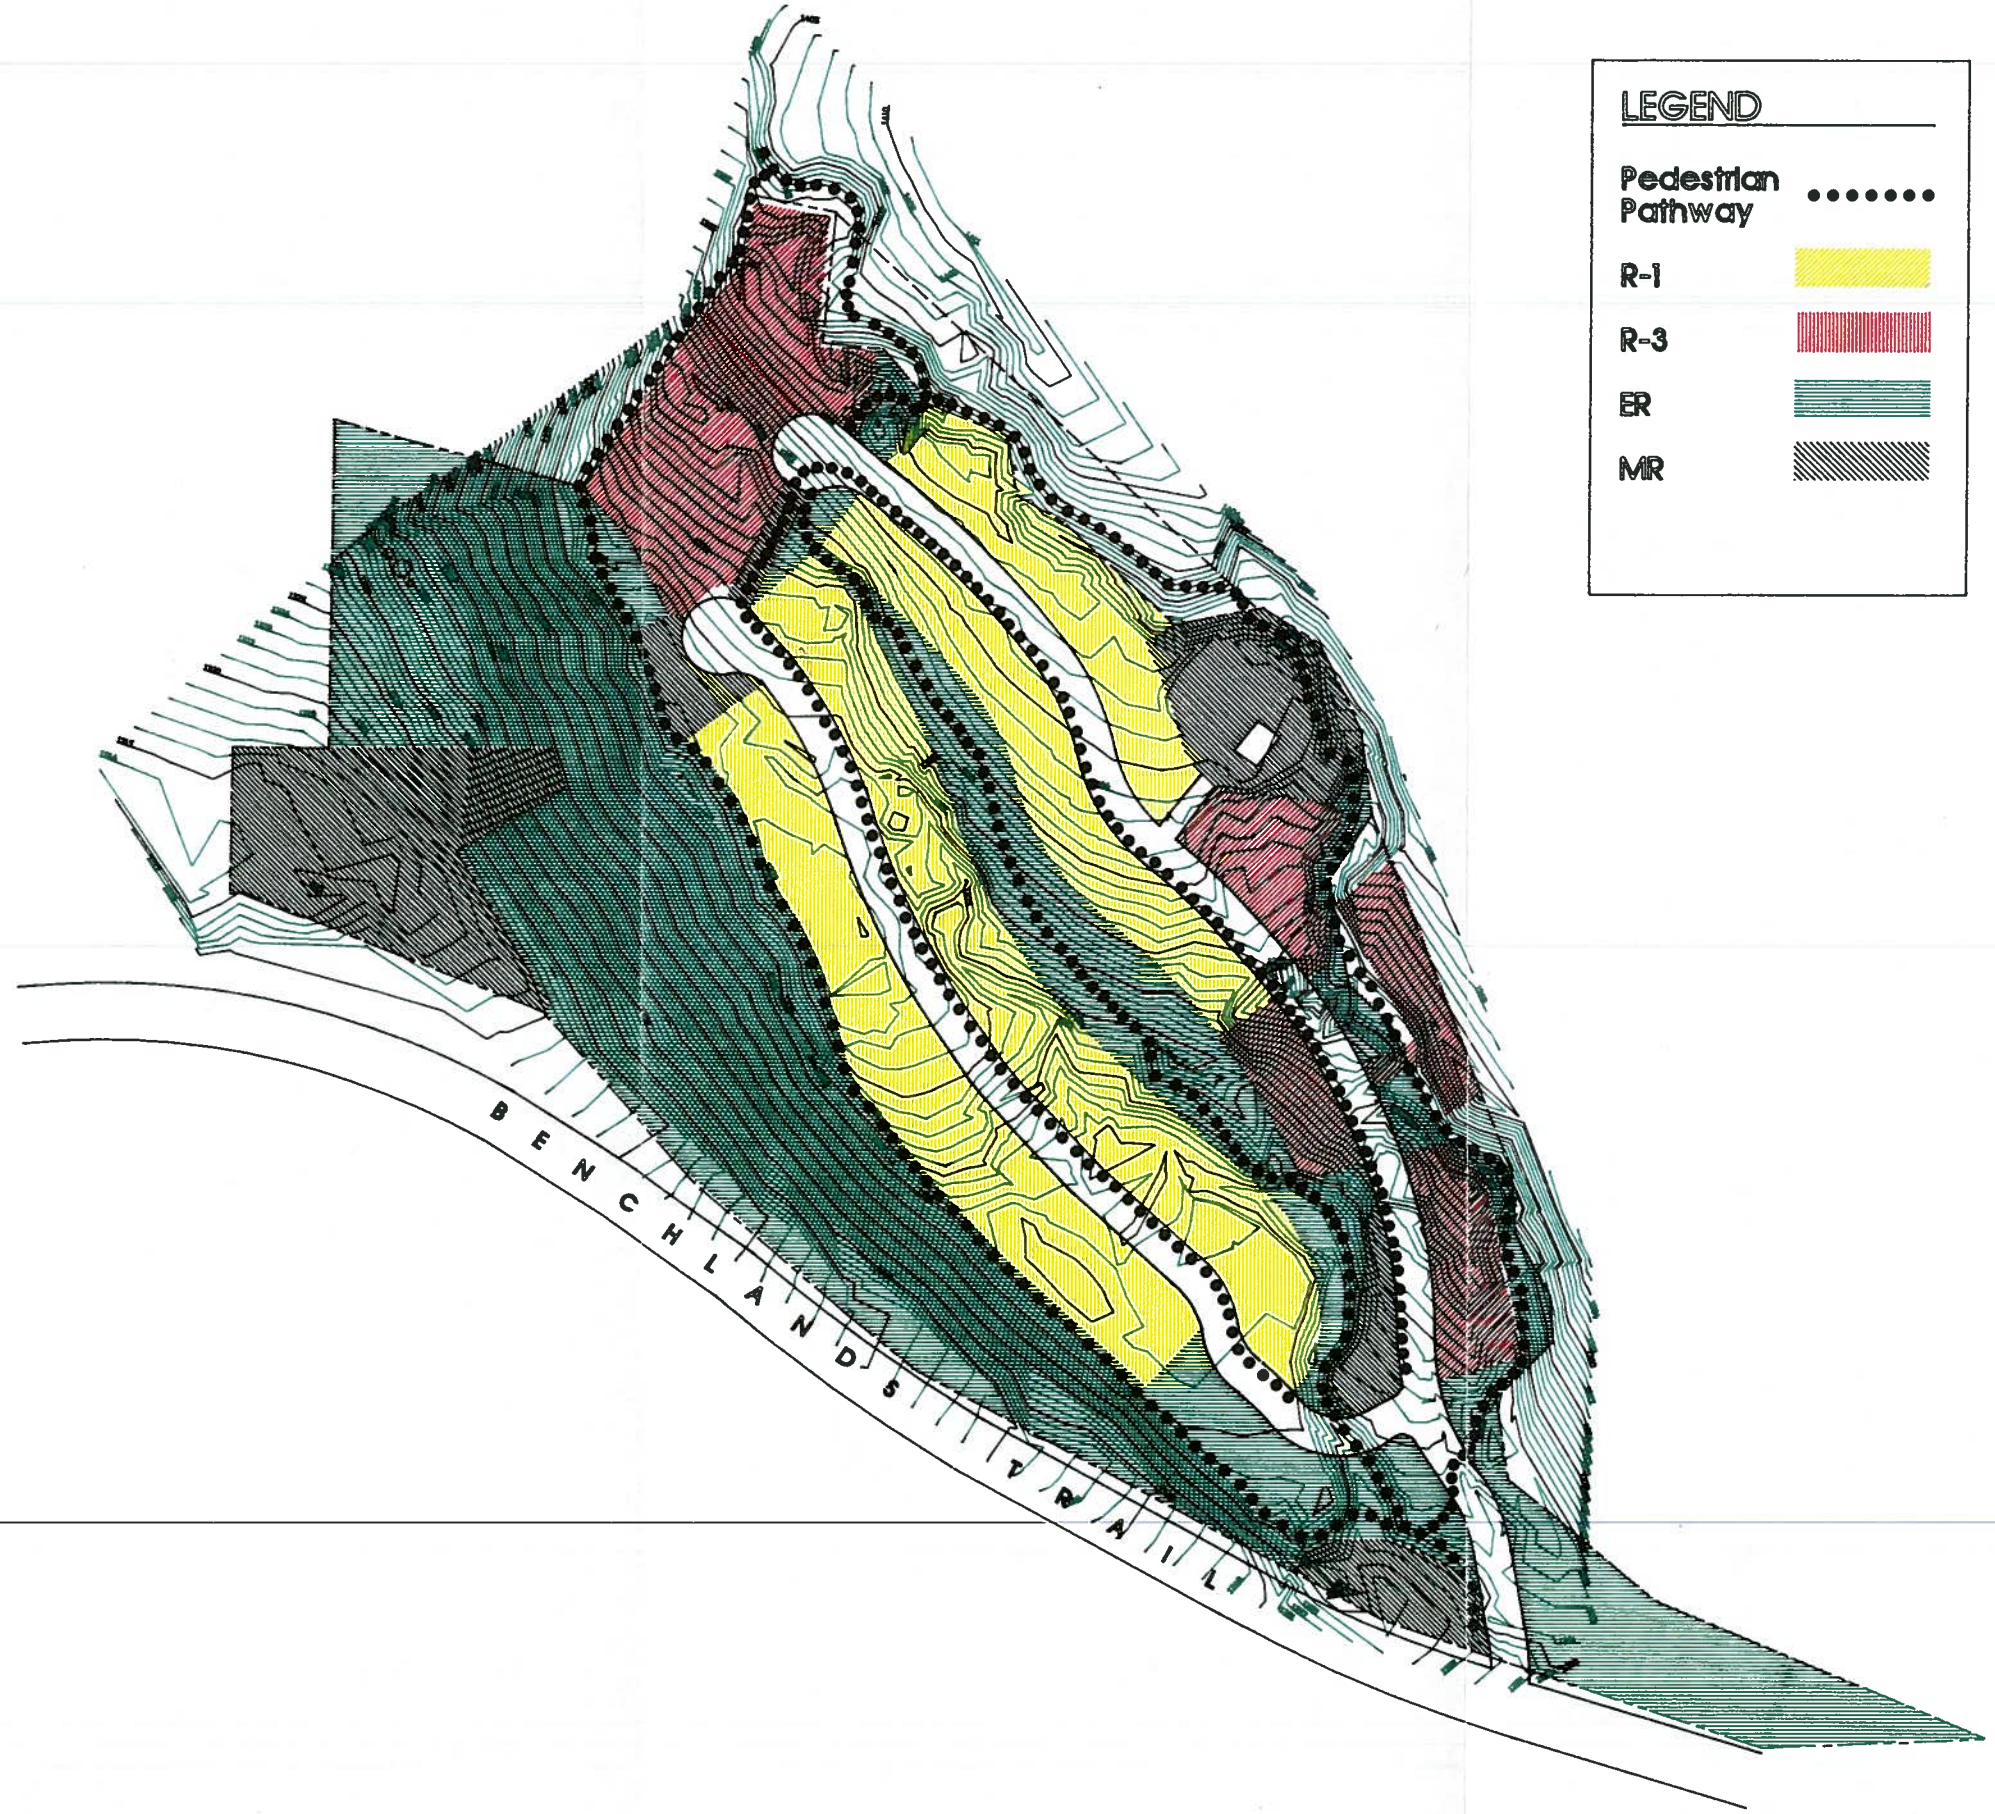 LEGEND
Pedestrian
Pathway
R-1
R-3
ER
MR
BENCHLANDS TRAIL